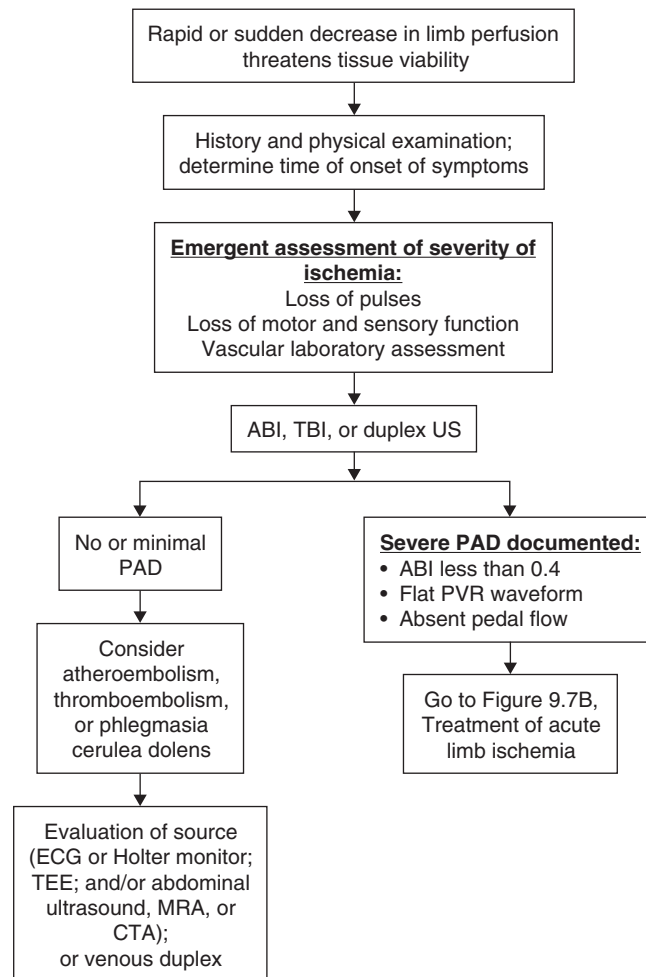 Rapid or sudden decrease in limb perfusion
threatens tissue viability
History and physical examination;
determine time of onset of symptoms
Emergent assessment of severity of
ischemia:
Loss of pulses
Loss of motor and sensory function
Vascular laboratory assessment
ABI, TBI, or duplex US
No or minimal
PAD
Consider
atheroembolism,
thromboembolism,
or phlegmasia
cerulea dolens
Evaluation of source
(ECG or Holter monitor;
TEE; and/or abdominal
ultrasound, MRA, or
CTA);
or venous duplex
Severe PAD documented:
• ABI less than 0.4
• Flat PVR waveform
• Absent pedal flow
Go to Figure 9.7B,
Treatment of acute
limb ischemia